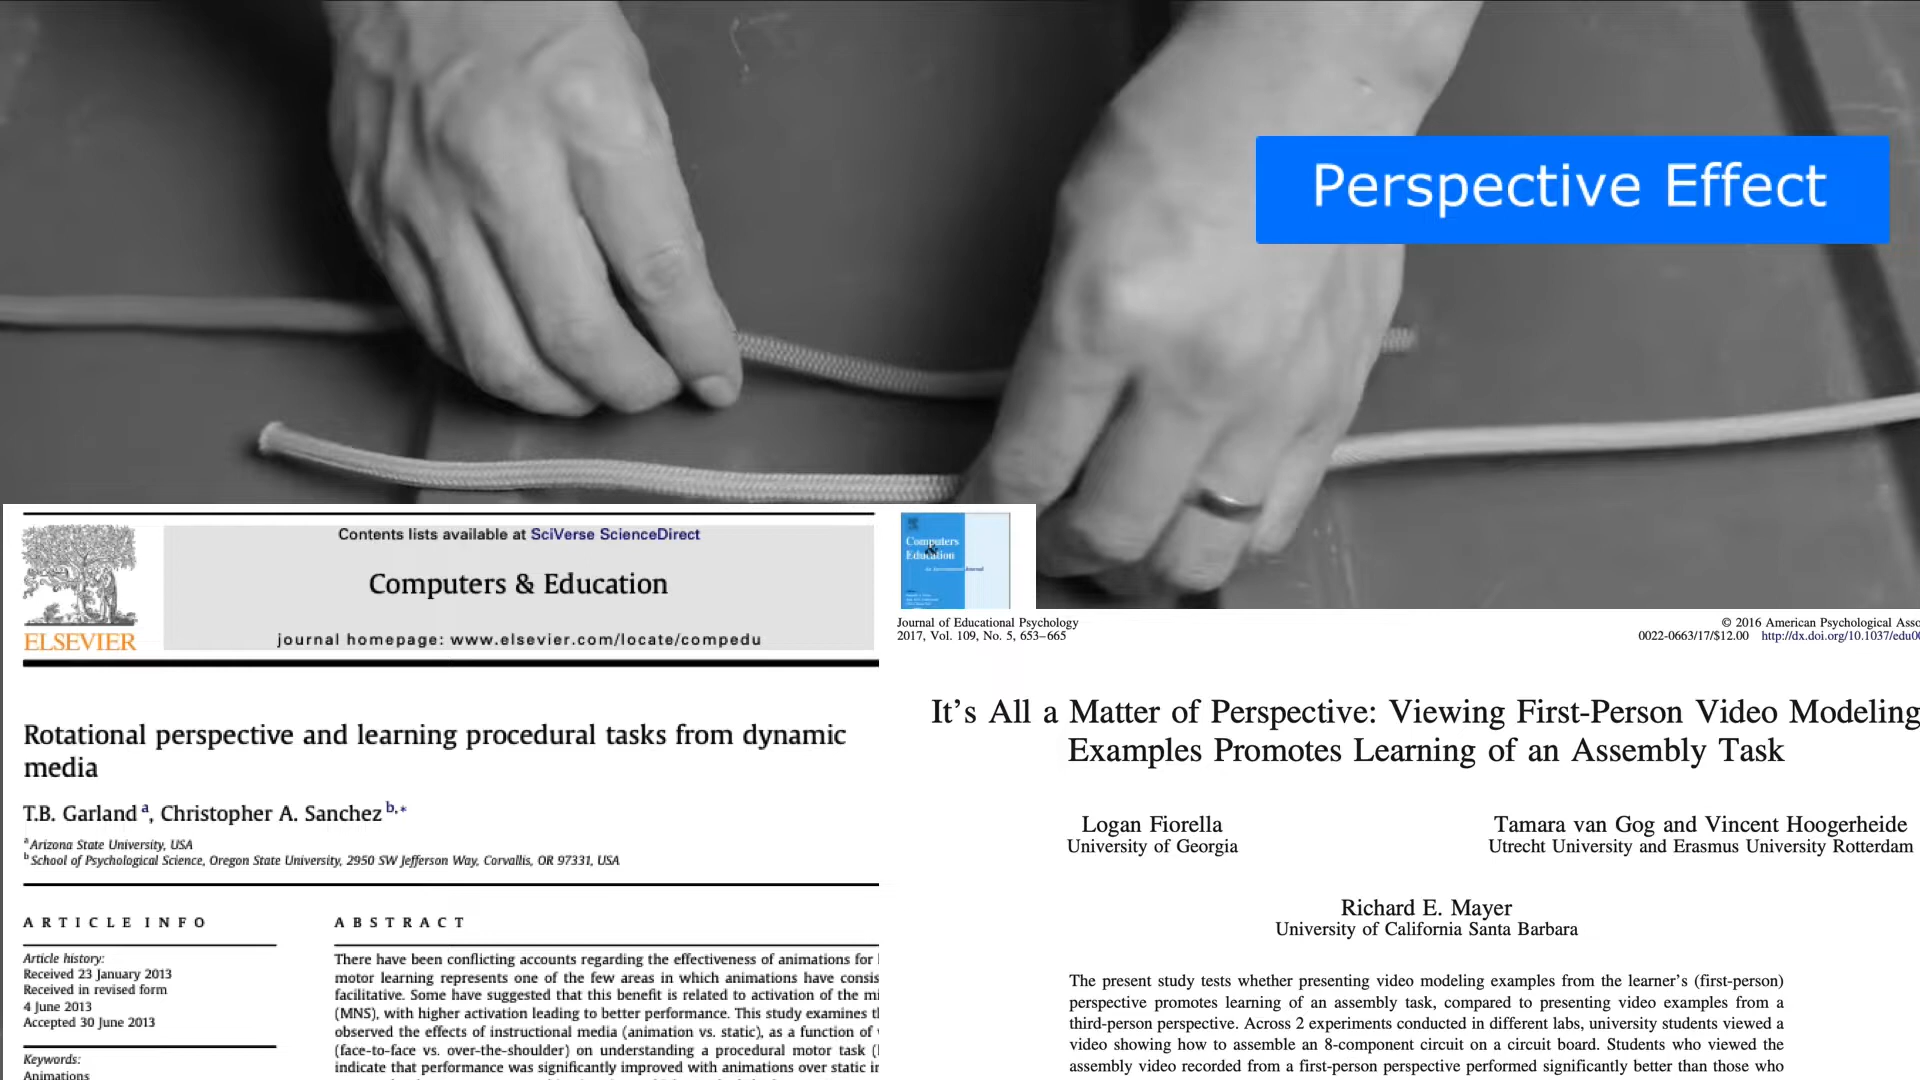 Perspective Effect
Contents lists available at SciVerse ScienceDirect
Computers & Education
journal homepage: www.elsevier.com/locate/compedu
ELSEVIER
Computers
&
Education
An International Journal
Rotational perspective and learning procedural tasks from dynamic
media
T.B. Garland a, Christopher A. Sanchez b,*
a Arizona State University, USA
b School of Psychological Science, Oregon State University, 2950 SW Jefferson Way, Corvallis, OR 97331, USA
ARTICLE INFO
Article history:
Received 23 January 2013
Received in revised form
4 June 2013
Accepted 30 June 2013
Keywords:
Animations
ABSTRACT
There have been conflicting accounts regarding the effectiveness of animations for
motor learning represents one of the few areas in which animations have consis
facilitative. Some have suggested that this benefit is related to activation of the mi
(MNS), with higher activation leading to better performance. This study examines t
observed the effects of instructional media (animation vs. static), as a function of
(face-to-face vs. over-the-shoulder) on understanding a procedural motor task (
indicate that performance was significantly improved with animations over static i
Journal of Educational Psychology
2017, Vol. 109, No. 5, 653–665
© 2016 American Psychological Asso
0022-0663/17/$12.00 http://dx.doi.org/10.1037/edu00
It's All a Matter of Perspective: Viewing First-Person Video Modeling
Examples Promotes Learning of an Assembly Task
Logan Fiorella
University of Georgia
Tamara van Gog and Vincent Hoogerheide
Utrecht University and Erasmus University Rotterdam
Richard E. Mayer
University of California Santa Barbara
The present study tests whether presenting video modeling examples from the learner's (first-person)
perspective promotes learning of an assembly task, compared to presenting video examples from a
third-person perspective. Across 2 experiments conducted in different labs, university students viewed a
video showing how to assemble an 8-component circuit on a circuit board. Students who viewed the
assembly video recorded from a first-person perspective performed significantly better than those who